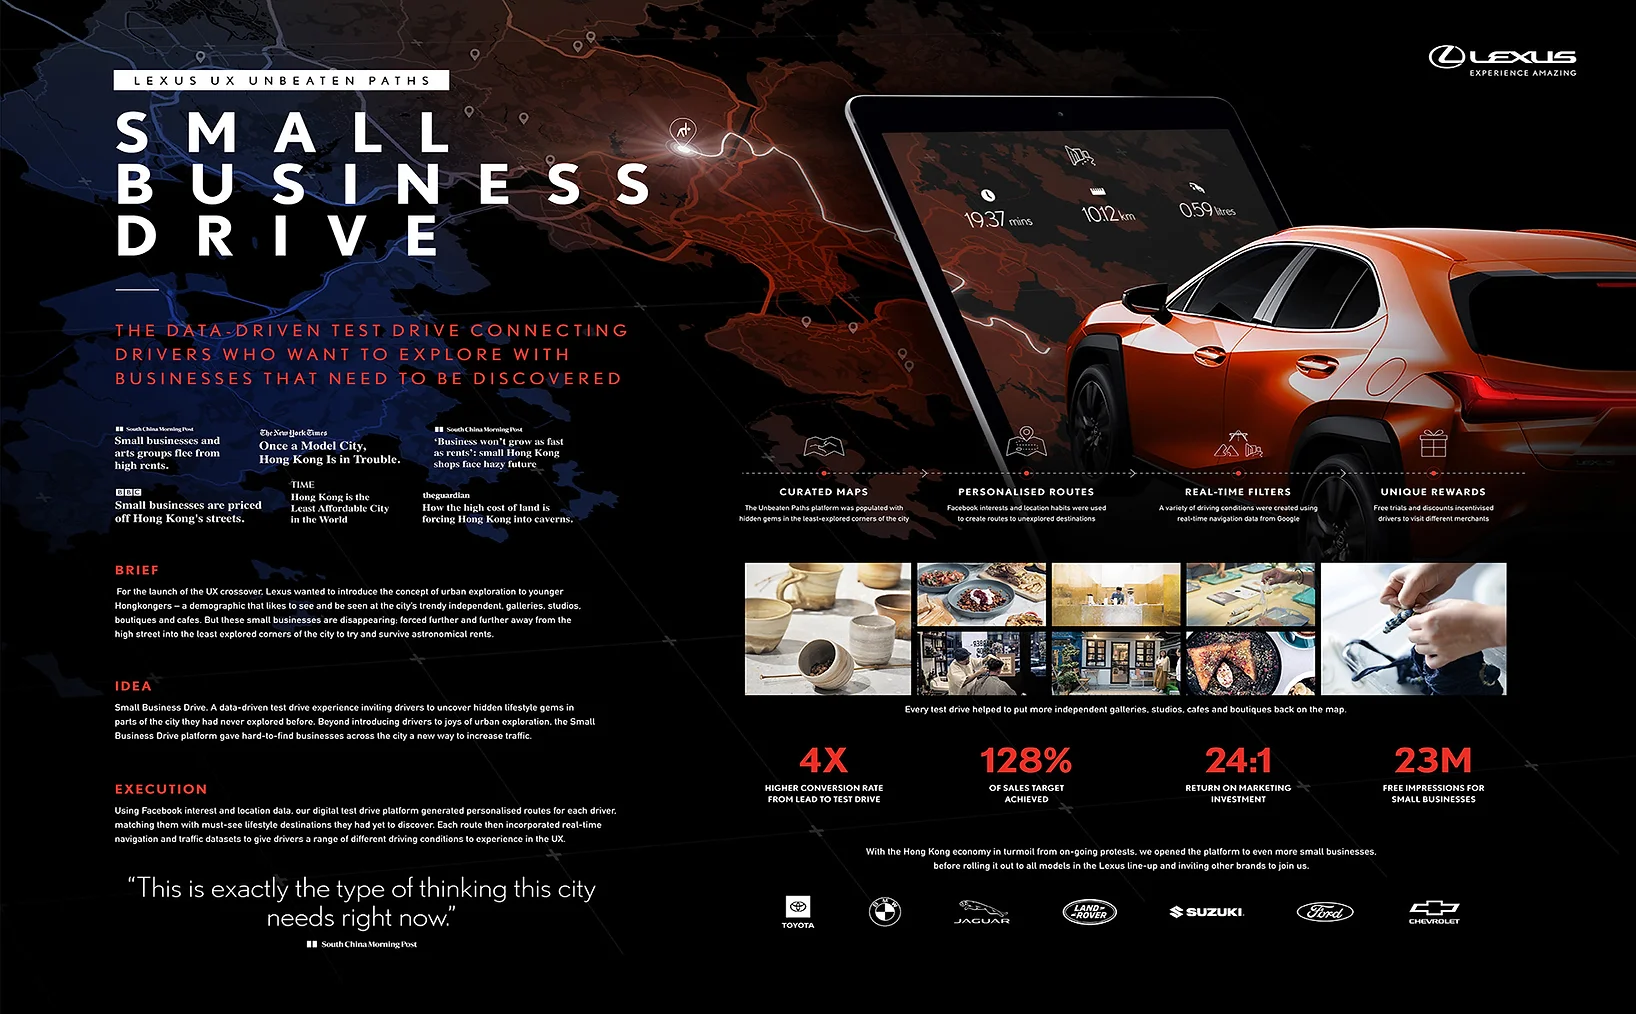 LEXUS UX UNBEATEN PATHS
SMALL
BUSINESS
DRIVE
THE DATA-DRIVEN TEST DRIVE CONNECTING
DRIVERS WHO WANT TO EXPLORE WITH
BUSINESSES THAT NEED TO BE DISCOVERED
South China Morning Post
Small businesses and
arts groups flee from
high rents.
The New York Times
Once a Model City,
Hong Kong Is in Trouble.
South China Morning Post
‘Business won’t grow as fast
as rents’: small Hong Kong
shops face hazy future
BBC
Small businesses are priced
off Hong Kong's streets.
TIME
Hong Kong is the
Least Affordable City
in the World
theguardian
How the high cost of land is
forcing Hong Kong into caverns.
BRIEF
For the launch of the UX crossover, Lexus wanted to introduce the concept of urban exploration to younger
Hongkongers – a demographic that likes to see and be seen at the city's trendy independent, galleries, studios,
boutiques and cafes. But these small businesses are disappearing; forced further and further away from the
high street into the least explored corners of the city to try and survive astronomical rents.
IDEA
Small Business Drive. A data-driven test drive experience inviting drivers to uncover hidden lifestyle gems in
parts of the city they had never explored before. Beyond introducing drivers to joys of urban exploration, the Small
Business Drive platform gave hard-to-find businesses across the city a new way to increase traffic.
EXECUTION
Using Facebook interest and location data, our digital test drive platform generated personalised routes for each driver,
matching them with must-see lifestyle destinations they had yet to discover. Each route then incorporated real-time
navigation and traffic datasets to give drivers a range of different driving conditions to experience in the UX.
“This is exactly the type of thinking this city
needs right now.”
South China Morning Post
LEXUS
EXPERIENCE AMAZING
19.37 mins
10.12 km
0.59 litres
CURATED MAPS
The Unbeaten Paths platform was populated with
hidden gems in the least-explored corners of the city
PERSONALISED ROUTES
Facebook interests and location habits were used
to create routes to unexplored destinations
REAL-TIME FILTERS
A variety of driving conditions were created using
real-time navigation data from Google
UNIQUE REWARDS
Free trials and discounts incentivised
drivers to visit different merchants
Every test drive helped to put more independent galleries, studios, cafes and boutiques back on the map.
4X
HIGHER CONVERSION RATE
FROM LEAD TO TEST DRIVE
128%
OF SALES TARGET
ACHIEVED
24:1
RETURN ON MARKETING
INVESTMENT
23M
FREE IMPRESSIONS FOR
SMALL BUSINESSES
With the Hong Kong economy in turmoil from on-going protests, we opened the platform to even more small businesses,
before rolling it out to all models in the Lexus line-up and inviting other brands to join us.
TOYOTA
BMW
JAGUAR
LAND-
ROVER
SUZUKI
Ford
CHEVROLET